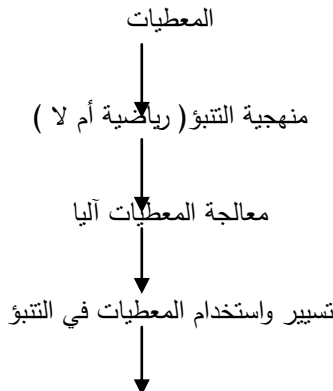 المعطيات
منهجية التنبؤ( رياضية أم لا )
معالجة المعطيات آليا
تسيير واستخدام المعطيات في التنبؤ